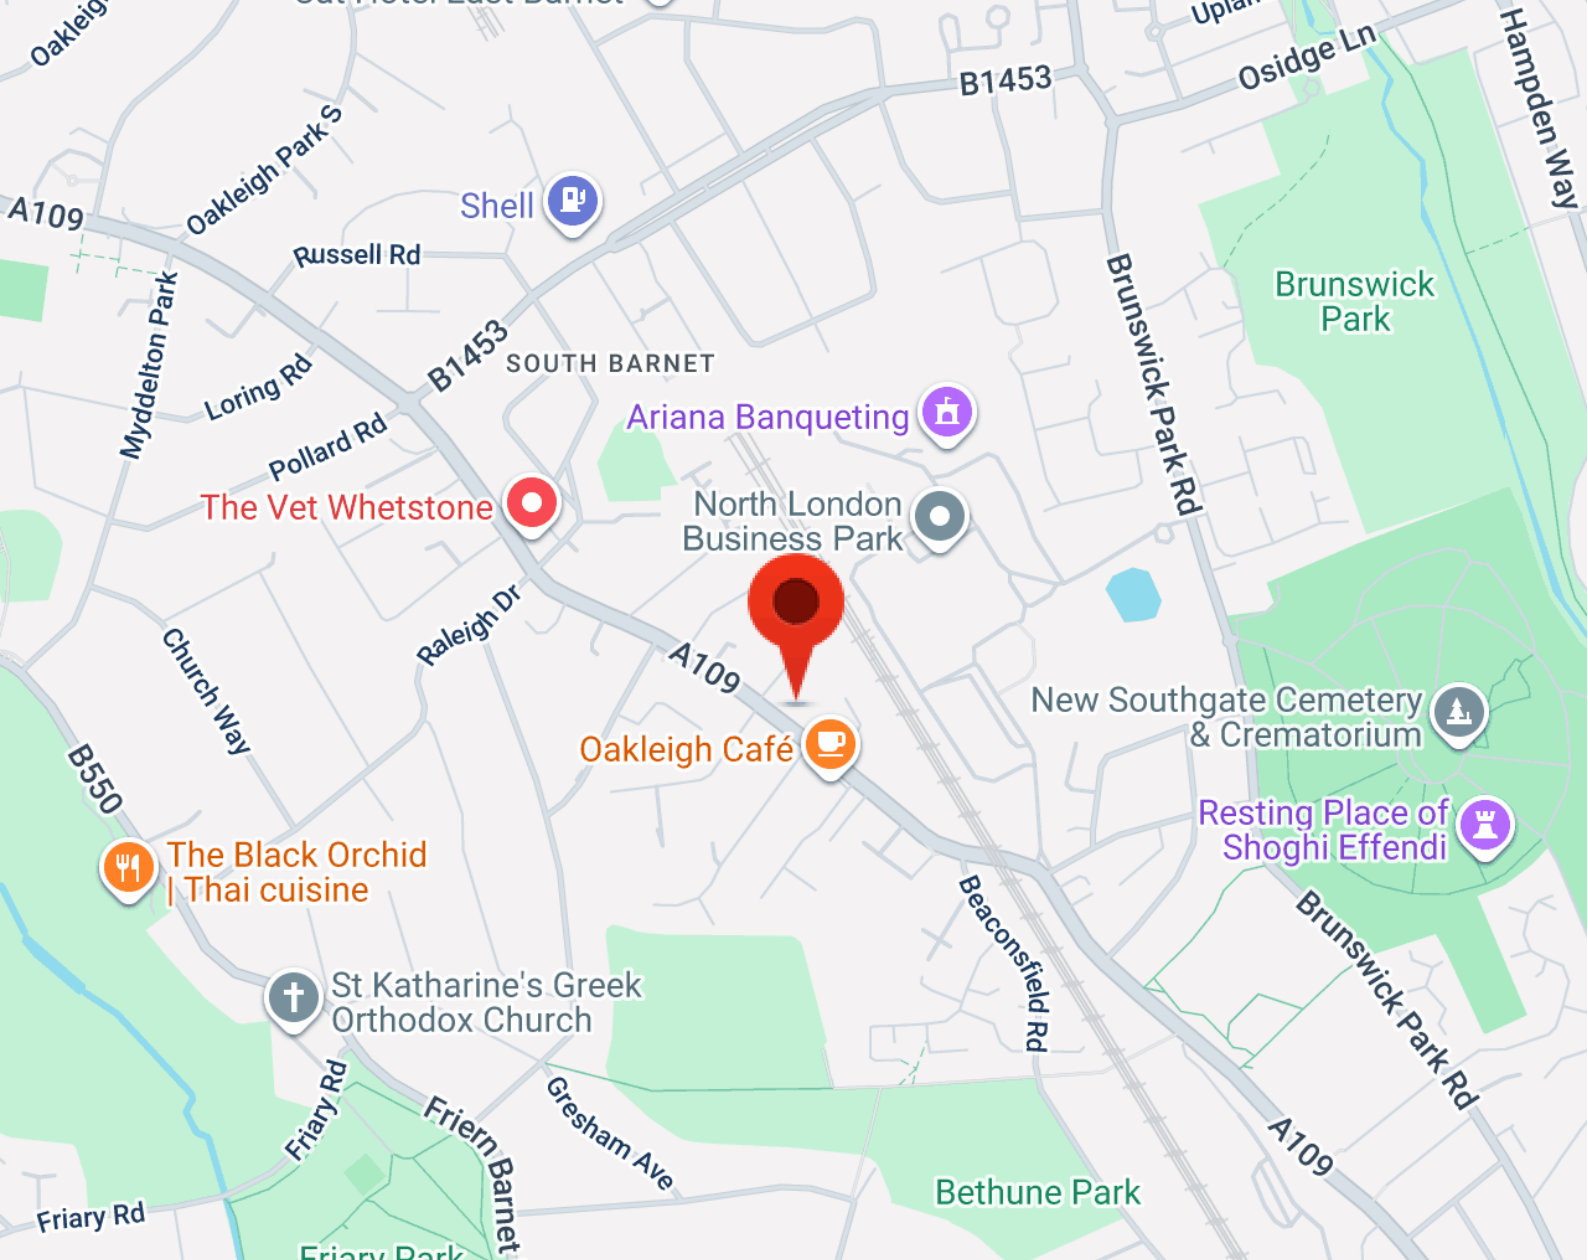 Oakleig
Oakleigh Park S
B1453
Osidge Ln
Hampden Way
A109
Shell
Russell Rd
Myddelton Park
B1453
SOUTH BARNET
Brunswick Park Rd
Brunswick
Park
Loring Rd
Pollard Rd
Ariana Banqueting
The Vet Whetstone
North London
Business Park
Raleigh Dr
Church Way
A109
New Southgate Cemetery
& Crematorium
Oakleigh Café
B550
Resting Place of
Shoghi Effendi
The Black Orchid
| Thai cuisine
Beaconsfield Rd
Brunswick Park Rd
St Katharine's Greek
Orthodox Church
Friary Rd
Friern Barnet
Gresham Ave
A109
Bethune Park
Friary Rd
Friary Park